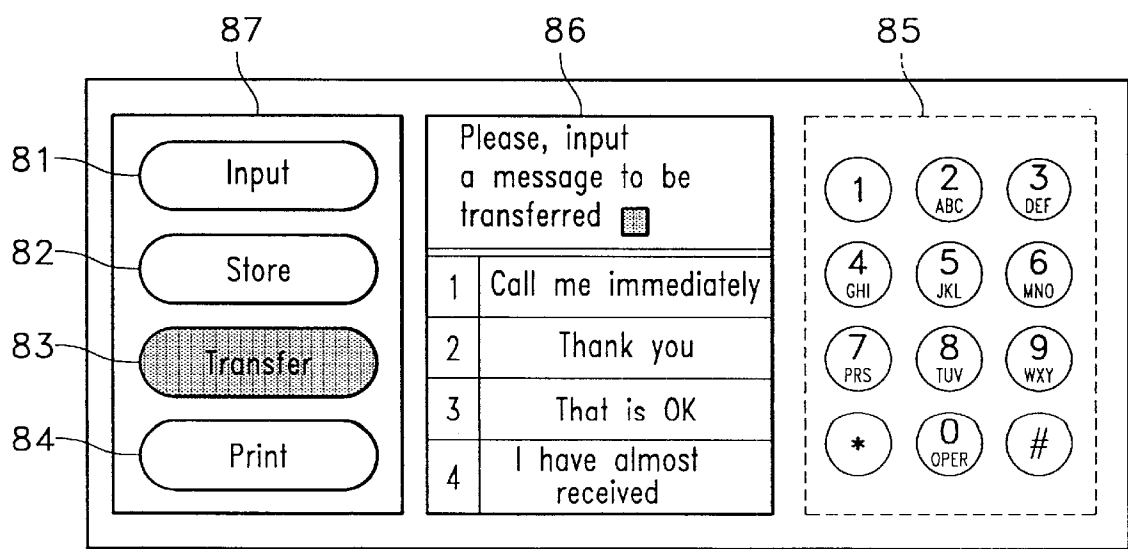 87
86
85
81
Input
82
Store
83
Transfer
84
Print
Please, input
a message to be
transferred
1 Call me immediately
2 Thank you
3 That is OK
4 I have almost
received
1
2
ABC
3
DEF
4
GHI
5
JKL
6
MNO
7
PRS
8
TUV
9
WXY
*
0
OPER
#